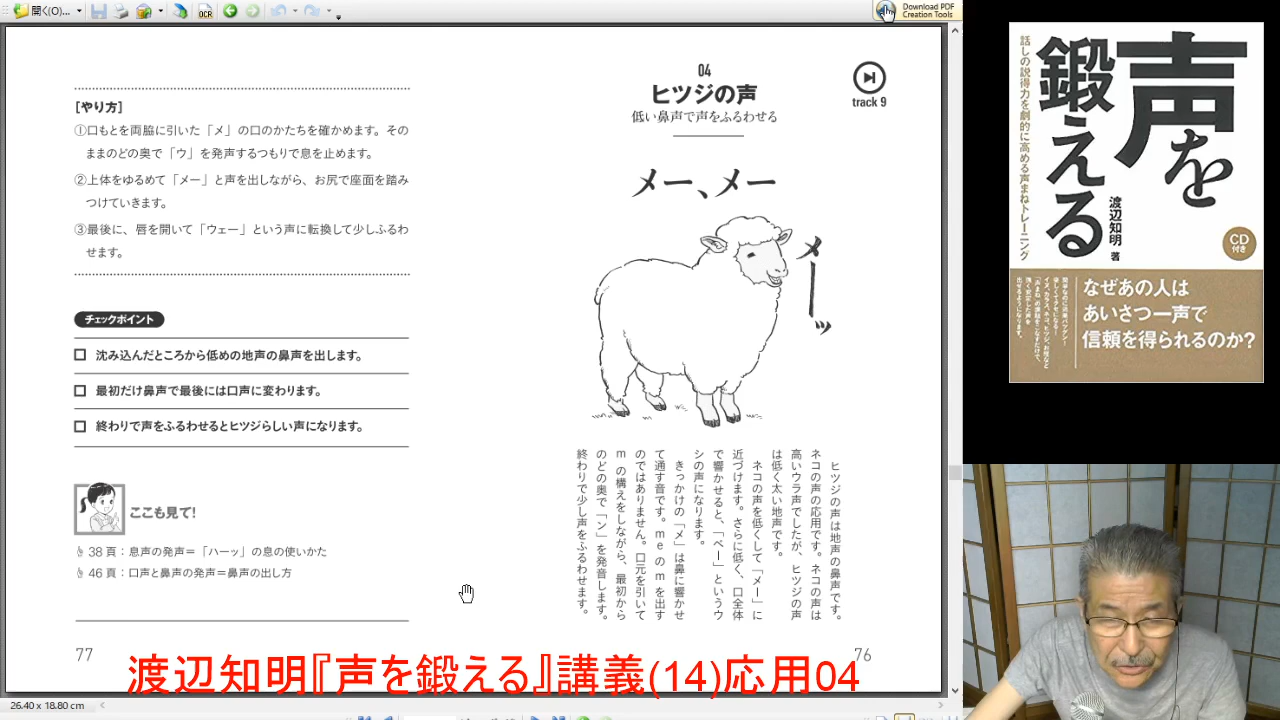 開く(O)...
OCR
Download PDF
Creation Tools
04
ヒツジの声
低い鼻声で声をふるわせる
track 9
メー、メー
メーッ
ヒツジの声は地声の鼻声です。
ネコの声の応用です。ネコの声は
高いウラ声でしたが、ヒツジの声
は低く太い地声です。
ネコの声を低くして「メー」に
近づけます。さらに低く、口全体
で響かせると、「ベー」というウ
シの声になります。
きっかけの「メ」は鼻に響かせ
て通す音です。meのmを出す
のではありません。口元を引いて
mの構えをしながら、最初から
のどの奥で「ン」を発音します。
終わりで少し声をふるわせます。
76
[やり方]
①口もとを両脇に引いた「メ」の口のかたちを確かめます。その
ままのどの奥で「ウ」を発声するつもりで息を止めます。
②上体をゆるめて「メー」と声を出しながら、お尻で座面を踏み
つけていきます。
③最後に、唇を開いて「ウェー」という声に転換して少しふるわ
せます。
チェックポイント
沈み込んだところから低めの地声の鼻声を出します。
最初だけ鼻声で最後には口声に変わります。
終わりで声をふるわせるとヒツジらしい声になります。
ここも見て!
38 頁：息声の発声＝「ハーッ」の息の使いかた
46 頁：口声と鼻声の発声＝鼻声の出し方
77
渡辺知明『声を鍛える』講義(14)応用04
26.40 x 18.80 cm
声を
鍛える
話しの説得力を劇的に高める声まねトレーニング
渡辺知明 著
CD
付き
なぜあの人は
あいさつ一声で
信頼を得られるのか?